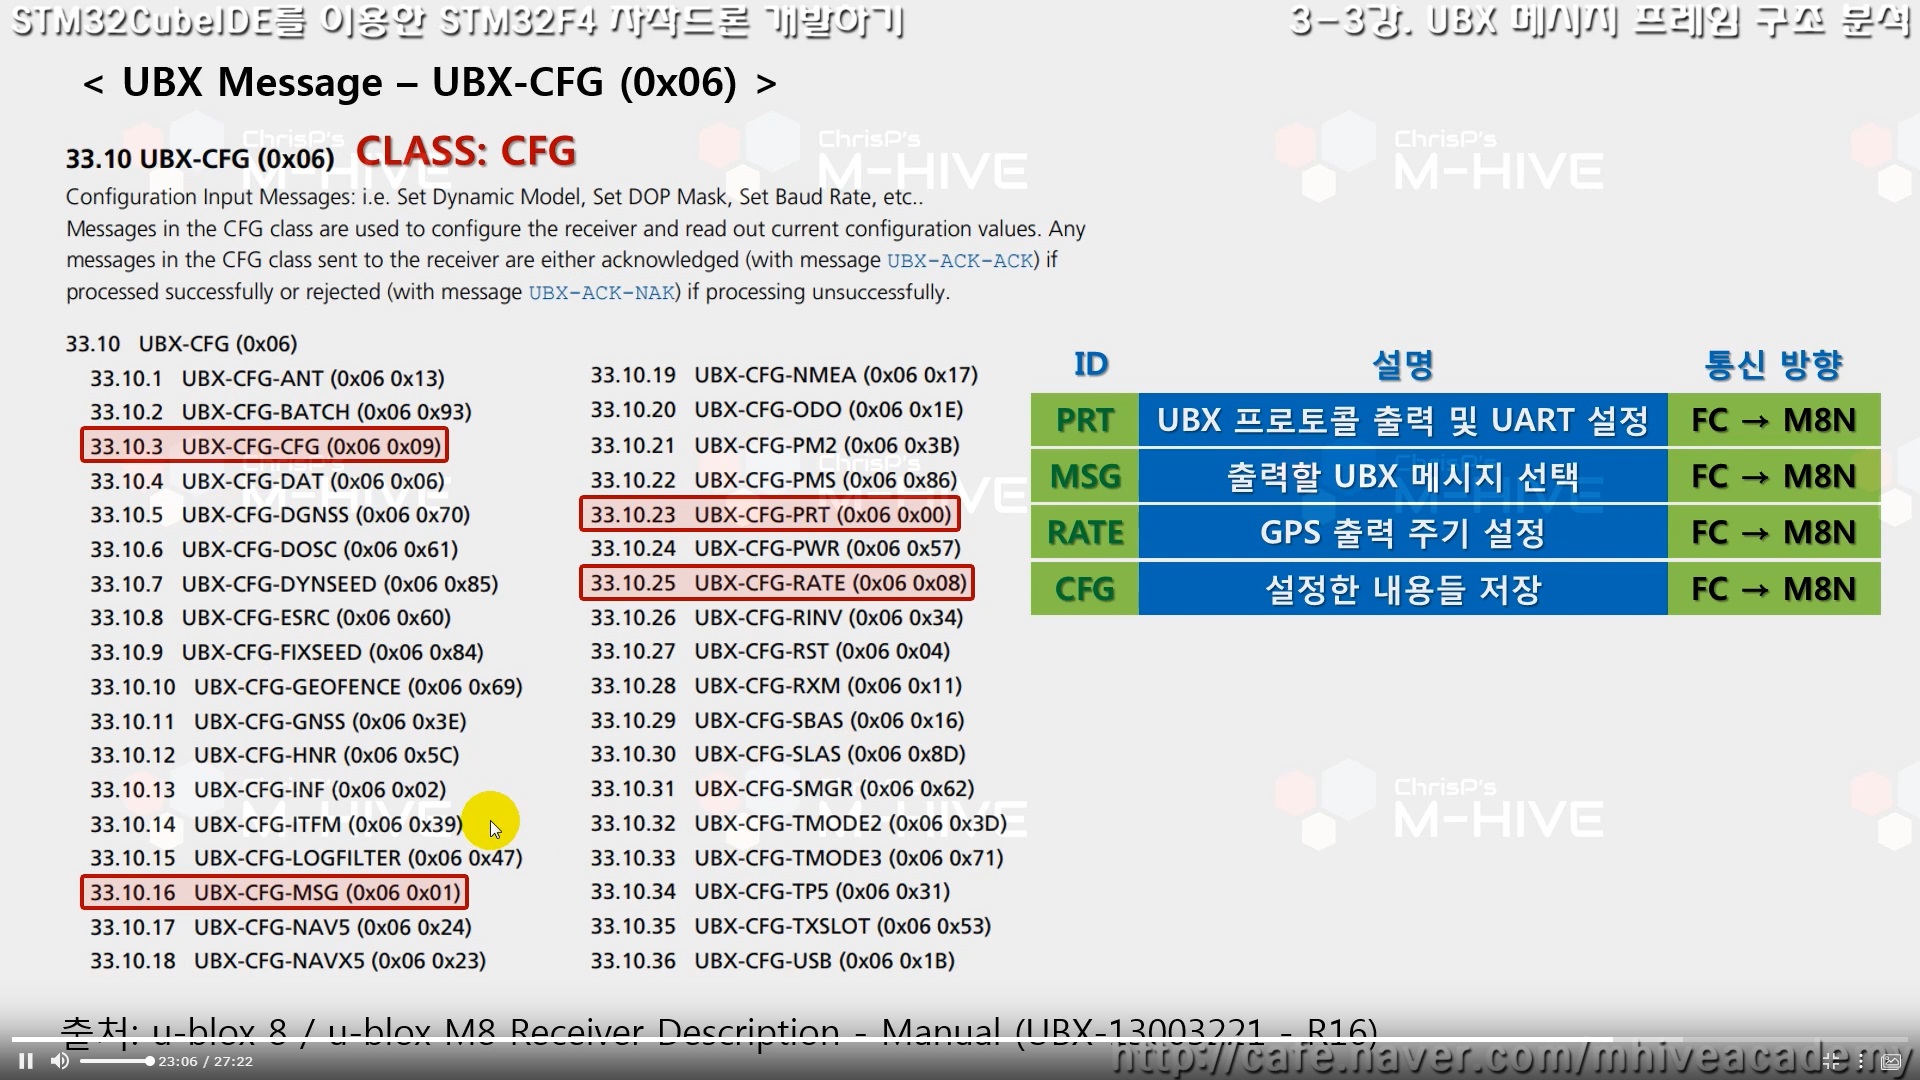 STM32CubeIDE를 이용한 STM32F4 자작드론 개발하기
3-3강. UBX 메시지 프레임 구조 분석
< UBX Message – UBX-CFG (0x06) >
33.10 UBX-CFG (0x06)
CLASS: CFG
Configuration Input Messages: i.e. Set Dynamic Model, Set DOP Mask, Set Baud Rate, etc..
Messages in the CFG class are used to configure the receiver and read out current configuration values. Any
messages in the CFG class sent to the receiver are either acknowledged (with message UBX-ACK-ACK) if
processed successfully or rejected (with message UBX-ACK-NAK) if processing unsuccessfully.
33.10 UBX-CFG (0x06)
33.10.1 UBX-CFG-ANT (0x06 0x13)
33.10.2 UBX-CFG-BATCH (0x06 0x93)
33.10.3 UBX-CFG-CFG (0x06 0x09)
33.10.4 UBX-CFG-DAT (0x06 0x06)
33.10.5 UBX-CFG-DGNSS (0x06 0x70)
33.10.6 UBX-CFG-DOSC (0x06 0x61)
33.10.7 UBX-CFG-DYNSEED (0x06 0x85)
33.10.8 UBX-CFG-ESRC (0x06 0x60)
33.10.9 UBX-CFG-FIXSEED (0x06 0x84)
33.10.10 UBX-CFG-GEOFENCE (0x06 0x69)
33.10.11 UBX-CFG-GNSS (0x06 0x3E)
33.10.12 UBX-CFG-HNR (0x06 0x5C)
33.10.13 UBX-CFG-INF (0x06 0x02)
33.10.14 UBX-CFG-ITFM (0x06 0x39)
33.10.15 UBX-CFG-LOGFILTER (0x06 0x47)
33.10.16 UBX-CFG-MSG (0x06 0x01)
33.10.17 UBX-CFG-NAV5 (0x06 0x24)
33.10.18 UBX-CFG-NAVX5 (0x06 0x23)
33.10.19 UBX-CFG-NMEA (0x06 0x17)
33.10.20 UBX-CFG-ODO (0x06 0x1E)
33.10.21 UBX-CFG-PM2 (0x06 0x3B)
33.10.22 UBX-CFG-PMS (0x06 0x86)
33.10.23 UBX-CFG-PRT (0x06 0x00)
33.10.24 UBX-CFG-PWR (0x06 0x57)
33.10.25 UBX-CFG-RATE (0x06 0x08)
33.10.26 UBX-CFG-RINV (0x06 0x34)
33.10.27 UBX-CFG-RST (0x06 0x04)
33.10.28 UBX-CFG-RXM (0x06 0x11)
33.10.29 UBX-CFG-SBAS (0x06 0x16)
33.10.30 UBX-CFG-SLAS (0x06 0x8D)
33.10.31 UBX-CFG-SMGR (0x06 0x62)
33.10.32 UBX-CFG-TMODE2 (0x06 0x3D)
33.10.33 UBX-CFG-TMODE3 (0x06 0x71)
33.10.34 UBX-CFG-TP5 (0x06 0x31)
33.10.35 UBX-CFG-TXSLOT (0x06 0x53)
33.10.36 UBX-CFG-USB (0x06 0x1B)
ID 설명 통신 방향
PRT UBX 프로토콜 출력 및 UART 설정 FC → M8N
MSG 출력할 UBX 메시지 선택 FC → M8N
RATE GPS 출력 주기 설정 FC → M8N
CFG 설정한 내용들 저장 FC → M8N
출처: u-blox 8 / u-blox M8 Receiver Description - Manual (UBX-13003221 - R16)
23:06 / 27:22
http://cafe.naver.com/mhiveacademy
ChrisP's
M-HIVE
ChrisP's
M-HIVE
ChrisP's
M-HIVE
ChrisP's
M-HIVE
ChrisP's
M-HIVE